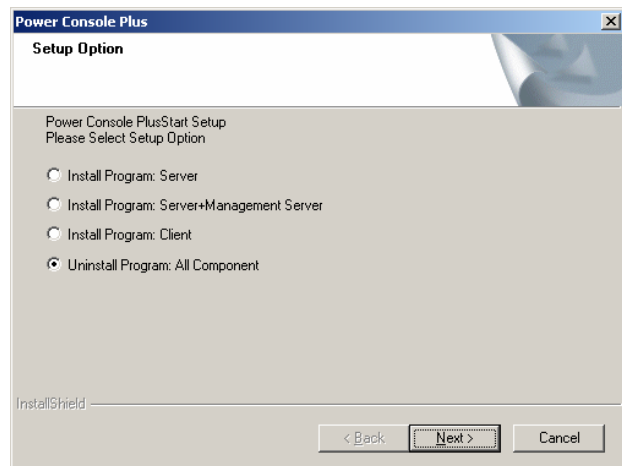 Power Console Plus
Setup Option
Power Console PlusStart Setup
Please Select Setup Option
Install Program: Server
Install Program: Server+Management Server
Install Program: Client
Uninstall Program: All Component
InstallShield
< Back Next > Cancel